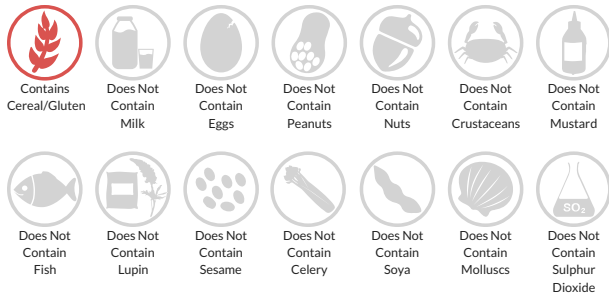 Contains
Cereal/Gluten
Does Not
Contain
Milk
Does Not
Contain
Eggs
Does Not
Contain
Peanuts
Does Not
Contain
Nuts
Does Not
Contain
Crustaceans
Does Not
Contain
Mustard
SO₂
Does Not
Contain
Fish
Does Not
Contain
Lupin
Does Not
Contain
Sesame
Does Not
Contain
Celery
Does Not
Contain
Soya
Does Not
Contain
Molluscs
Does Not
Contain
Sulphur
Dioxide